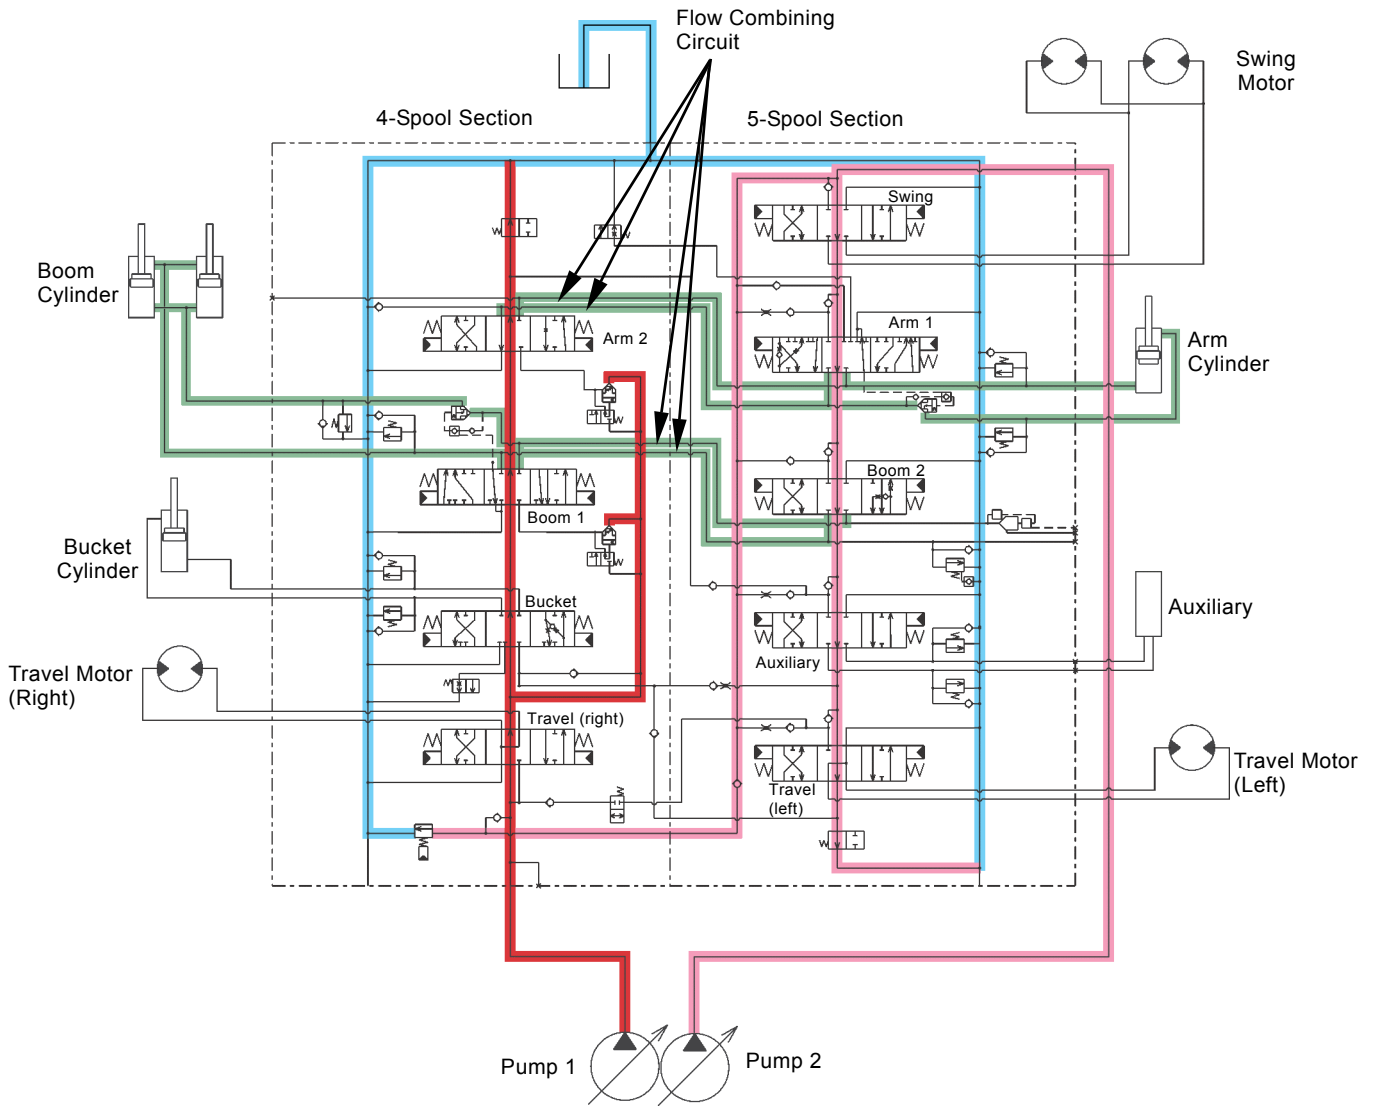 Flow Combining
Circuit
Swing
Motor
4-Spool Section
5-Spool Section
Swing
Boom
Cylinder
Arm 1
Arm 2
Arm
Cylinder
Boom 2
Boom 1
Bucket
Cylinder
Bucket
Auxiliary
Auxiliary
Travel Motor
(Right)
Travel (right)
Travel
(left)
Travel Motor
(Left)
Pump 1
Pump 2